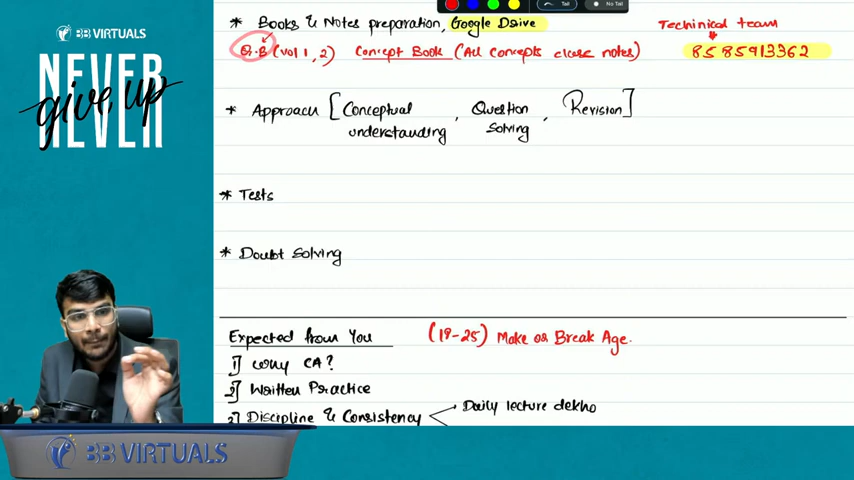 BB VIRTUALS
NEVER
give up
NEVER
Tail
No Tail
* Books & Notes preparation, Google Drive
Technical team
Q.B (Vol 1, 2) Concept Book (All concepts class notes)
8585913362
* Approach [Conceptual understanding, Question Solving, Revision]
* Tests
* Doubt Solving
Expected from You (19-25) Make or Break Age.
1] Why CA?
2] Written Practice
3] Discipline & Consistency
Daily lecture dekho
BB VIRTUALS